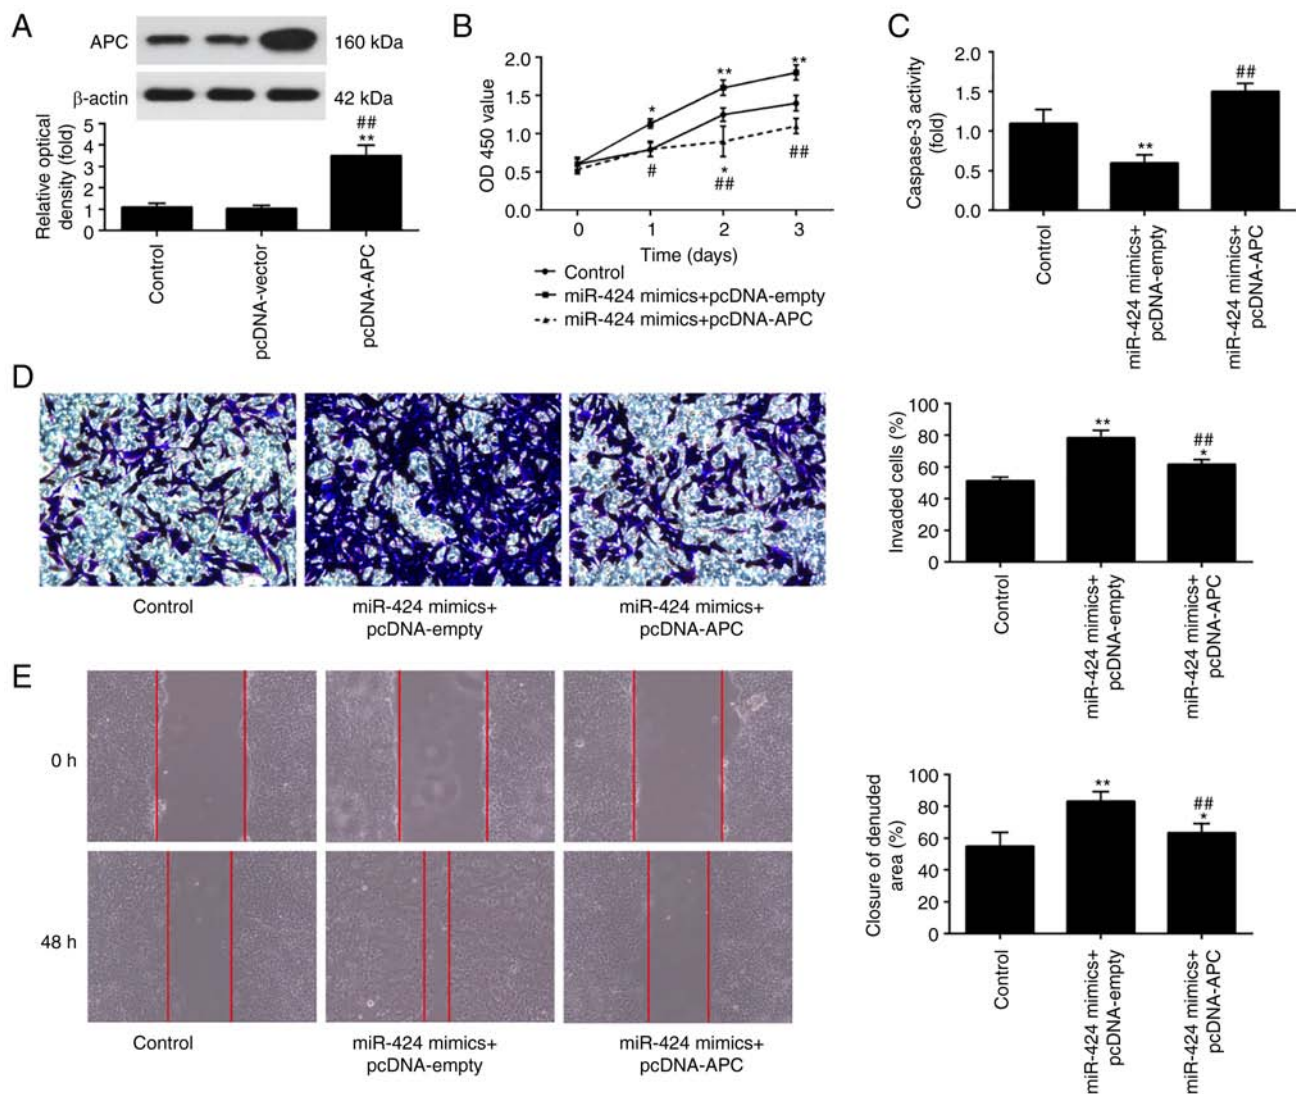 A
APC
160 kDa
β-actin
42 kDa
Relative optical
density (fold)
5
4
3
2
1
0
##
**
Control
pcDNA-vector
pcDNA-APC
B
OD 450 value
2.0
1.5
1.0
0.5
0.0
*
**
**
#
*
##
##
0 1 2 3
Time (days)
Control
miR-424 mimics+pcDNA-empty
miR-424 mimics+pcDNA-APC
C
Caspase-3 activity
(fold)
2.0
1.5
1.0
0.5
0.0
**
##
Control
miR-424 mimics+
pcDNA-empty
miR-424 mimics+
pcDNA-APC
D
Control
miR-424 mimics+
pcDNA-empty
miR-424 mimics+
pcDNA-APC
Invaded cells (%)
100
80
60
40
20
0
**
##
*
Control
miR-424 mimics+
pcDNA-empty
miR-424 mimics+
pcDNA-APC
E
0 h
48 h
Control
miR-424 mimics+
pcDNA-empty
miR-424 mimics+
pcDNA-APC
Closure of denuded
area (%)
100
80
60
40
20
0
**
##
*
Control
miR-424 mimics+
pcDNA-empty
miR-424 mimics+
pcDNA-APC